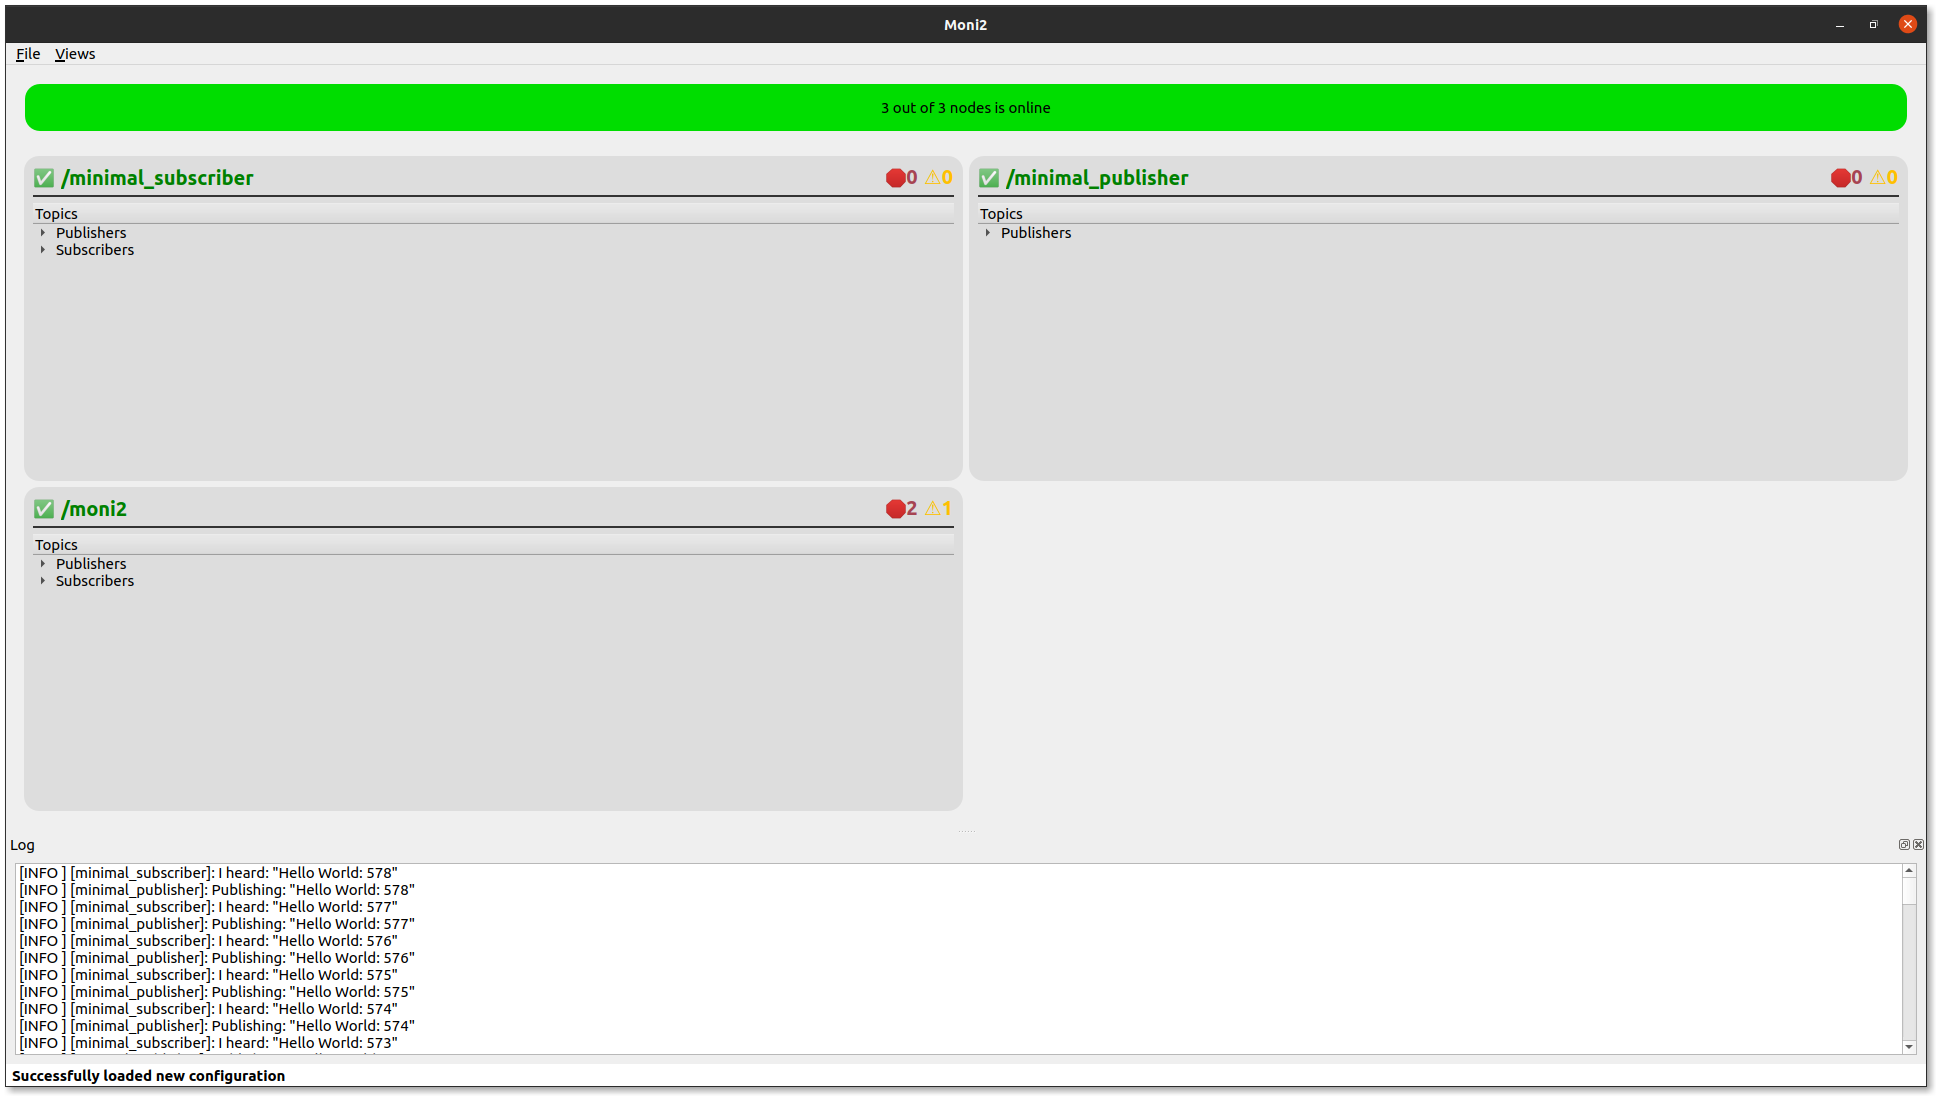 Moni2
File Views
3 out of 3 nodes is online
/minimal_subscriber 0 0
Topics
Publishers
Subscribers
/minimal_publisher 0 0
Topics
Publishers
/moni2 2 1
Topics
Publishers
Subscribers
Log
[INFO ] [minimal_subscriber]: I heard: "Hello World: 578"
[INFO ] [minimal_publisher]: Publishing: "Hello World: 578"
[INFO ] [minimal_subscriber]: I heard: "Hello World: 577"
[INFO ] [minimal_publisher]: Publishing: "Hello World: 577"
[INFO ] [minimal_subscriber]: I heard: "Hello World: 576"
[INFO ] [minimal_publisher]: Publishing: "Hello World: 576"
[INFO ] [minimal_subscriber]: I heard: "Hello World: 575"
[INFO ] [minimal_publisher]: Publishing: "Hello World: 575"
[INFO ] [minimal_subscriber]: I heard: "Hello World: 574"
[INFO ] [minimal_publisher]: Publishing: "Hello World: 574"
[INFO ] [minimal_subscriber]: I heard: "Hello World: 573"
Successfully loaded new configuration